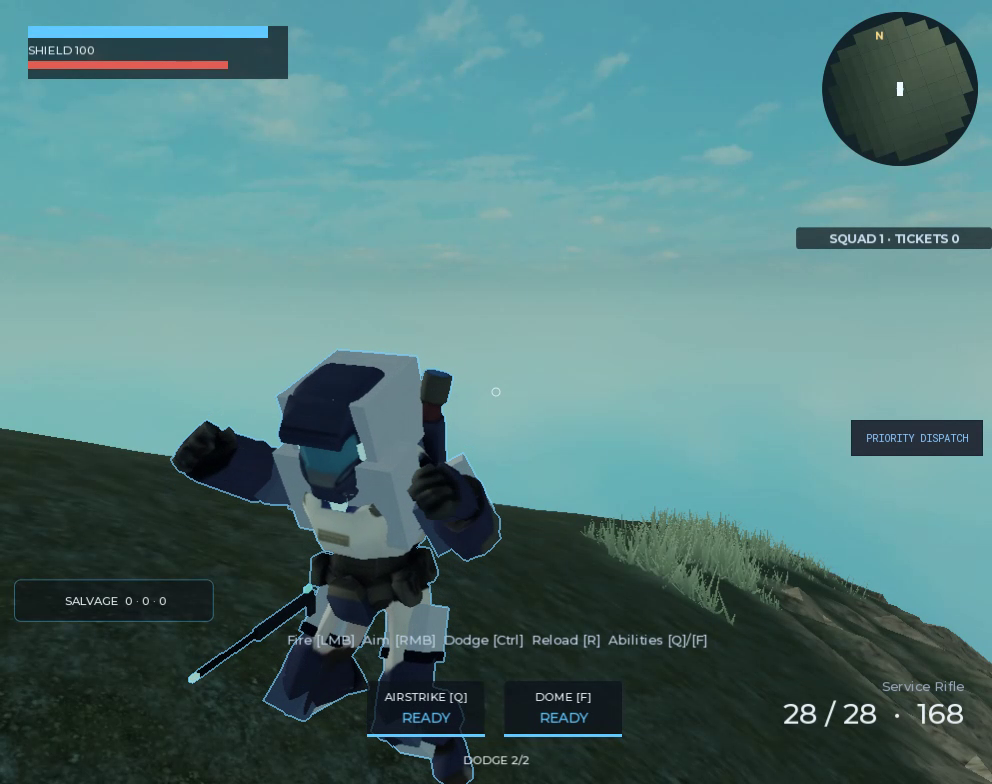 SHIELD 100
N
SQUAD 1 · TICKETS 0
PRIORITY DISPATCH
SALVAGE 0 · 0 · 0
Fire [LMB] Aim [RMB] Dodge [Ctrl] Reload [R] Abilities [Q]/[F]
Service Rifle
AIRSTRIKE [Q]
READY
DOME [F]
READY
28 / 28 · 168
DODGE 2/2